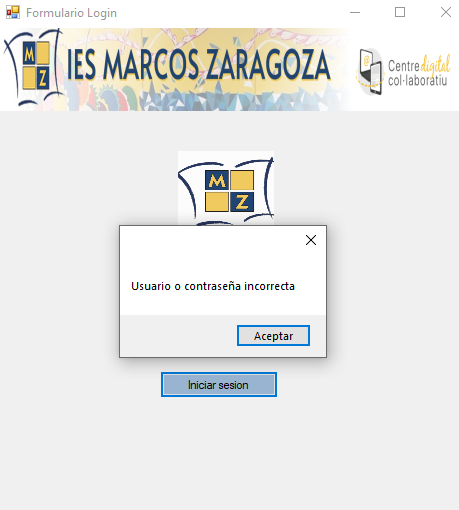 Formulario Login
M
Z
IES MARCOS ZARAGOZA
Centre digital
col·laboratiu
M
Z
Usuario o contraseña incorrecta
Aceptar
Iniciar sesion